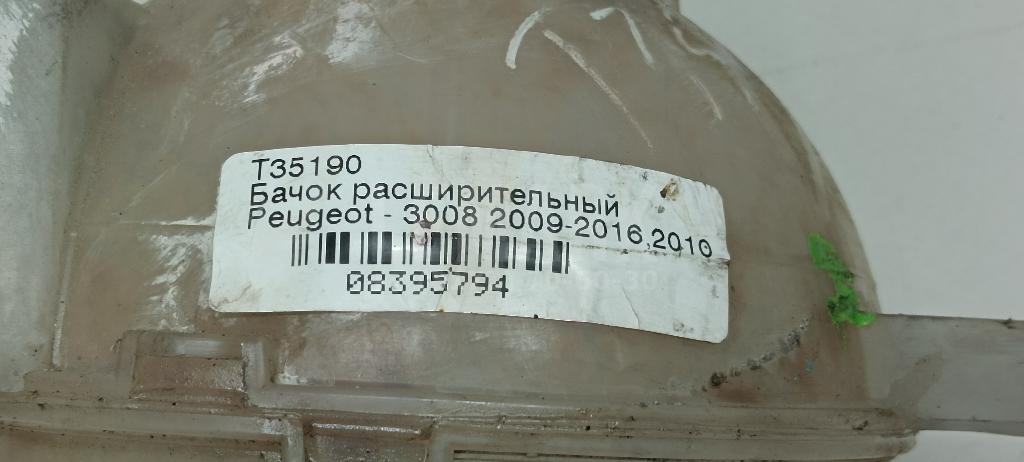 T35190
Бачок расширительный
Peugeot - 3008 2009-2016,2010
08395794